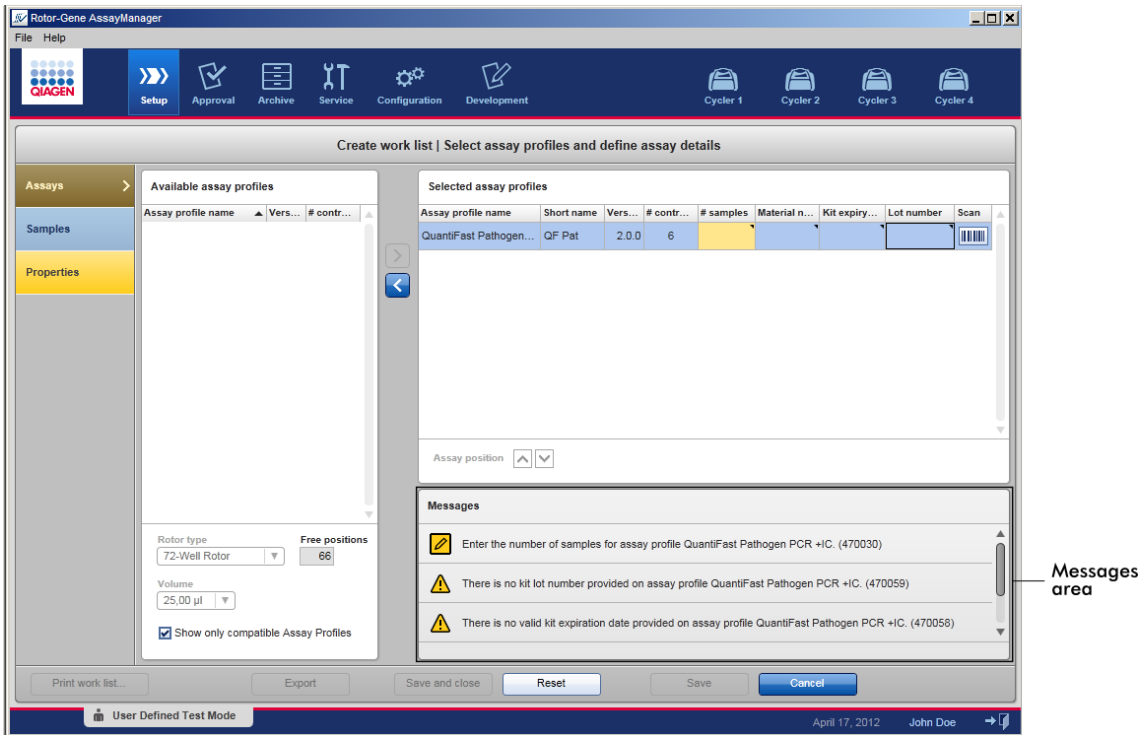 Rotor-Gene AssayManager
File Help
QIAGEN
Setup Approval Archive Service Configuration Development Cycler 1 Cycler 2 Cycler 3 Cycler 4
Create work list | Select assay profiles and define assay details
Assays
Samples
Properties
Available assay profiles
Assay profile name Vers... # contr...
Selected assay profiles
Assay profile name Short name Vers... # contr... # samples Material n... Kit expiry... Lot number Scan
QuantiFast Pathogen... QF Pat 2.0.0 6
Assay position
Rotor type Free positions
72-Well Rotor 66
Volume
25,00 µl
Show only compatible Assay Profiles
Messages
Enter the number of samples for assay profile QuantiFast Pathogen PCR +IC. (470030)
There is no kit lot number provided on assay profile QuantiFast Pathogen PCR +IC. (470059)
There is no valid kit expiration date provided on assay profile QuantiFast Pathogen PCR +IC. (470058)
Messages
area
Print work list... Export Save and close Reset Save Cancel
User Defined Test Mode
April 17, 2012 John Doe